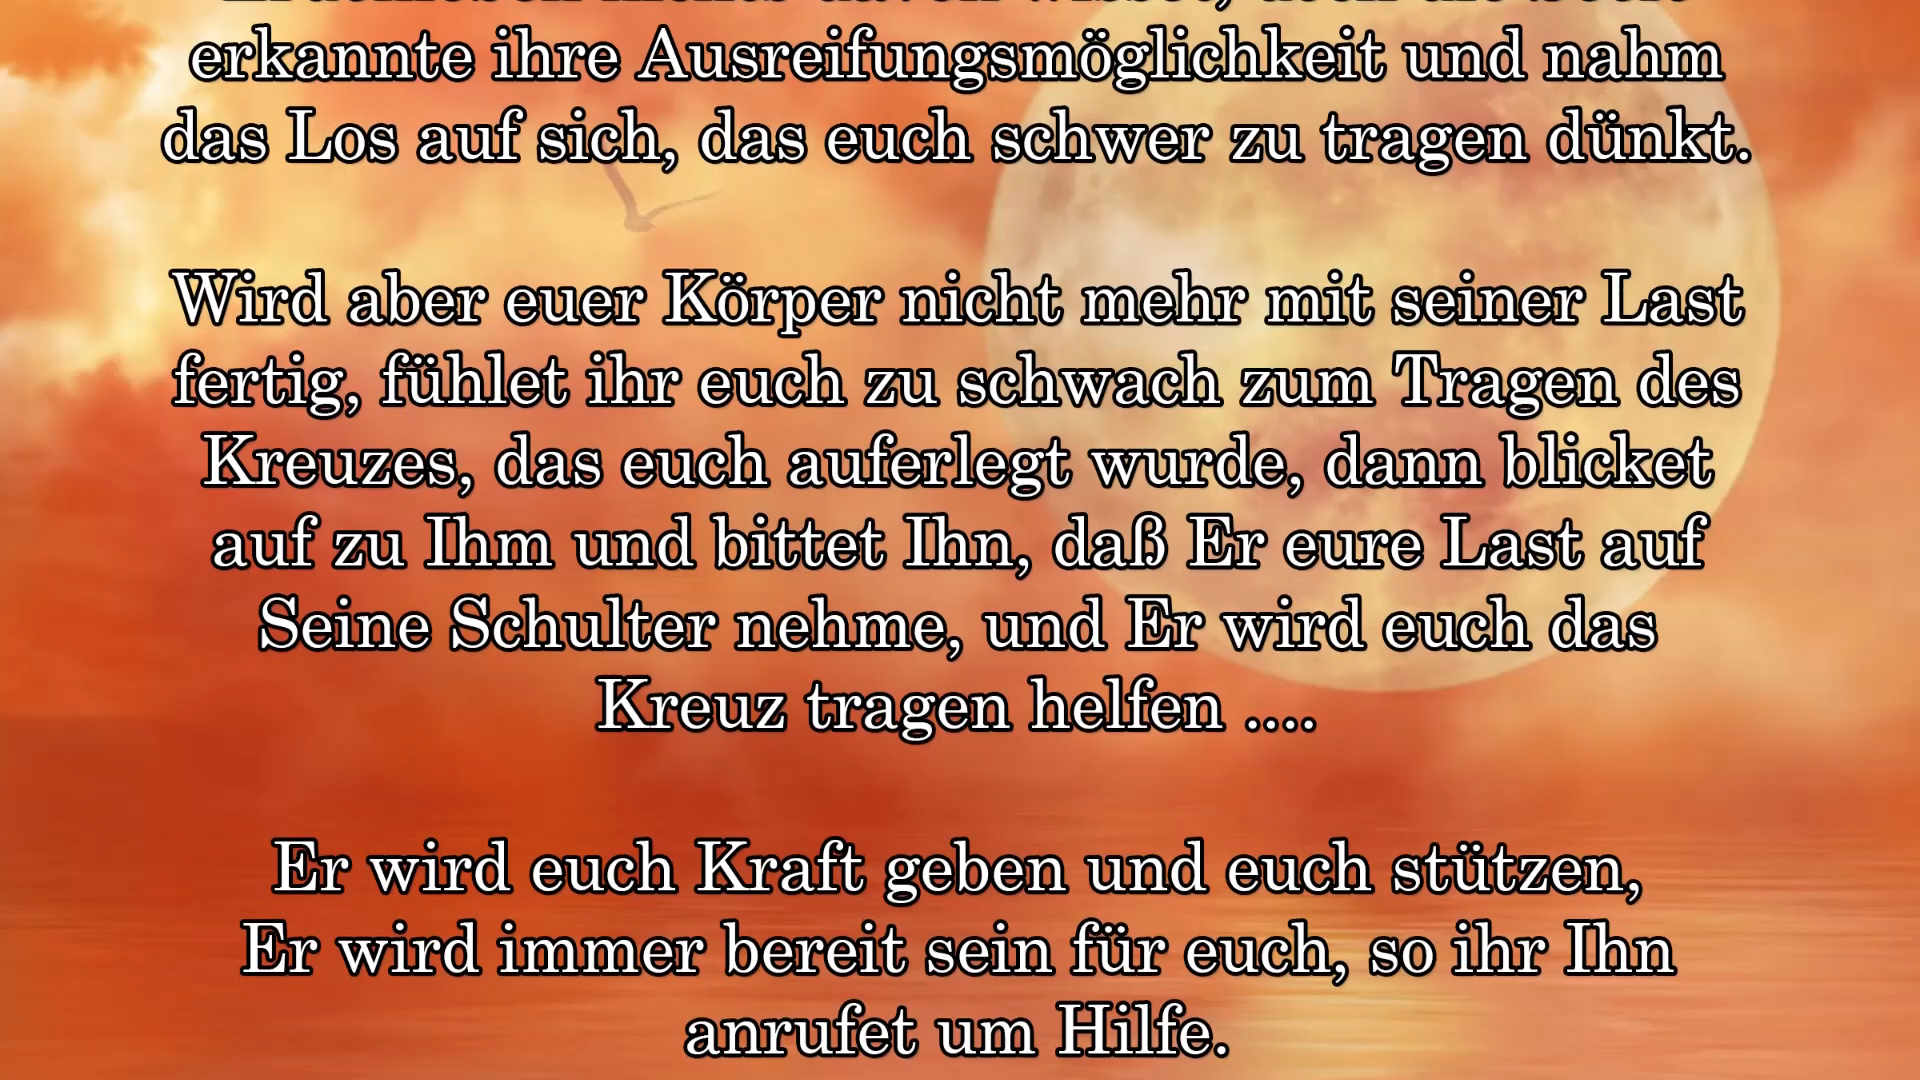 erkannte ihre Ausreifungsmöglichkeit und nahm
das Los auf sich, das euch schwer zu tragen dünkt.
Wird aber euer Körper nicht mehr mit seiner Last
fertig, fühlet ihr euch zu schwach zum Tragen des
Kreuzes, das euch auferlegt wurde, dann blicket
auf zu Ihm und bittet Ihn, daß Er eure Last auf
Seine Schulter nehme, und Er wird euch das
Kreuz tragen helfen ....
Er wird euch Kraft geben und euch stützen,
Er wird immer bereit sein für euch, so ihr Ihn
anrufet um Hilfe.